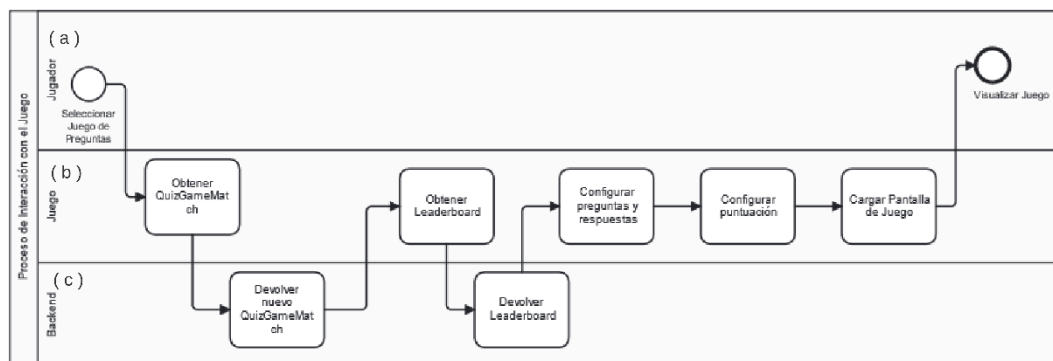 Proceso de Interacción con el Juego
(a)
Jugador
Seleccionar
Juego de
Preguntas
Visualizar Juego
(b)
Juego
Obtener
QuizGameMat
ch
Obtener
Leaderboard
Configurar
preguntas y
respuestas
Configurar
puntuación
Cargar Pantalla
de Juego
(c)
Backend
Devolver
nuevo
QuizGameMat
ch
Devolver
Leaderboard